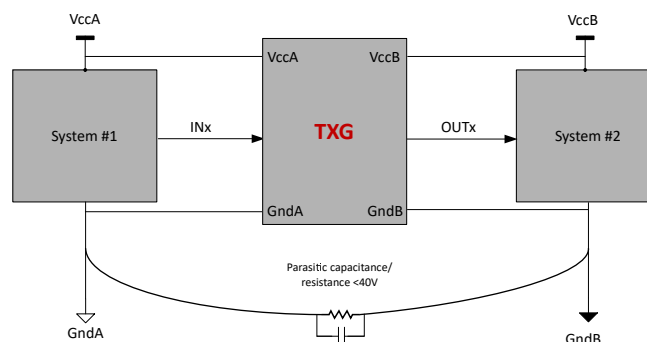 VccA
VccB
VccA
VccB
System #1
INx
TXG
OUTx
System #2
GndA
GndB
Parasitic capacitance/
resistance <40V
GndA
GndB